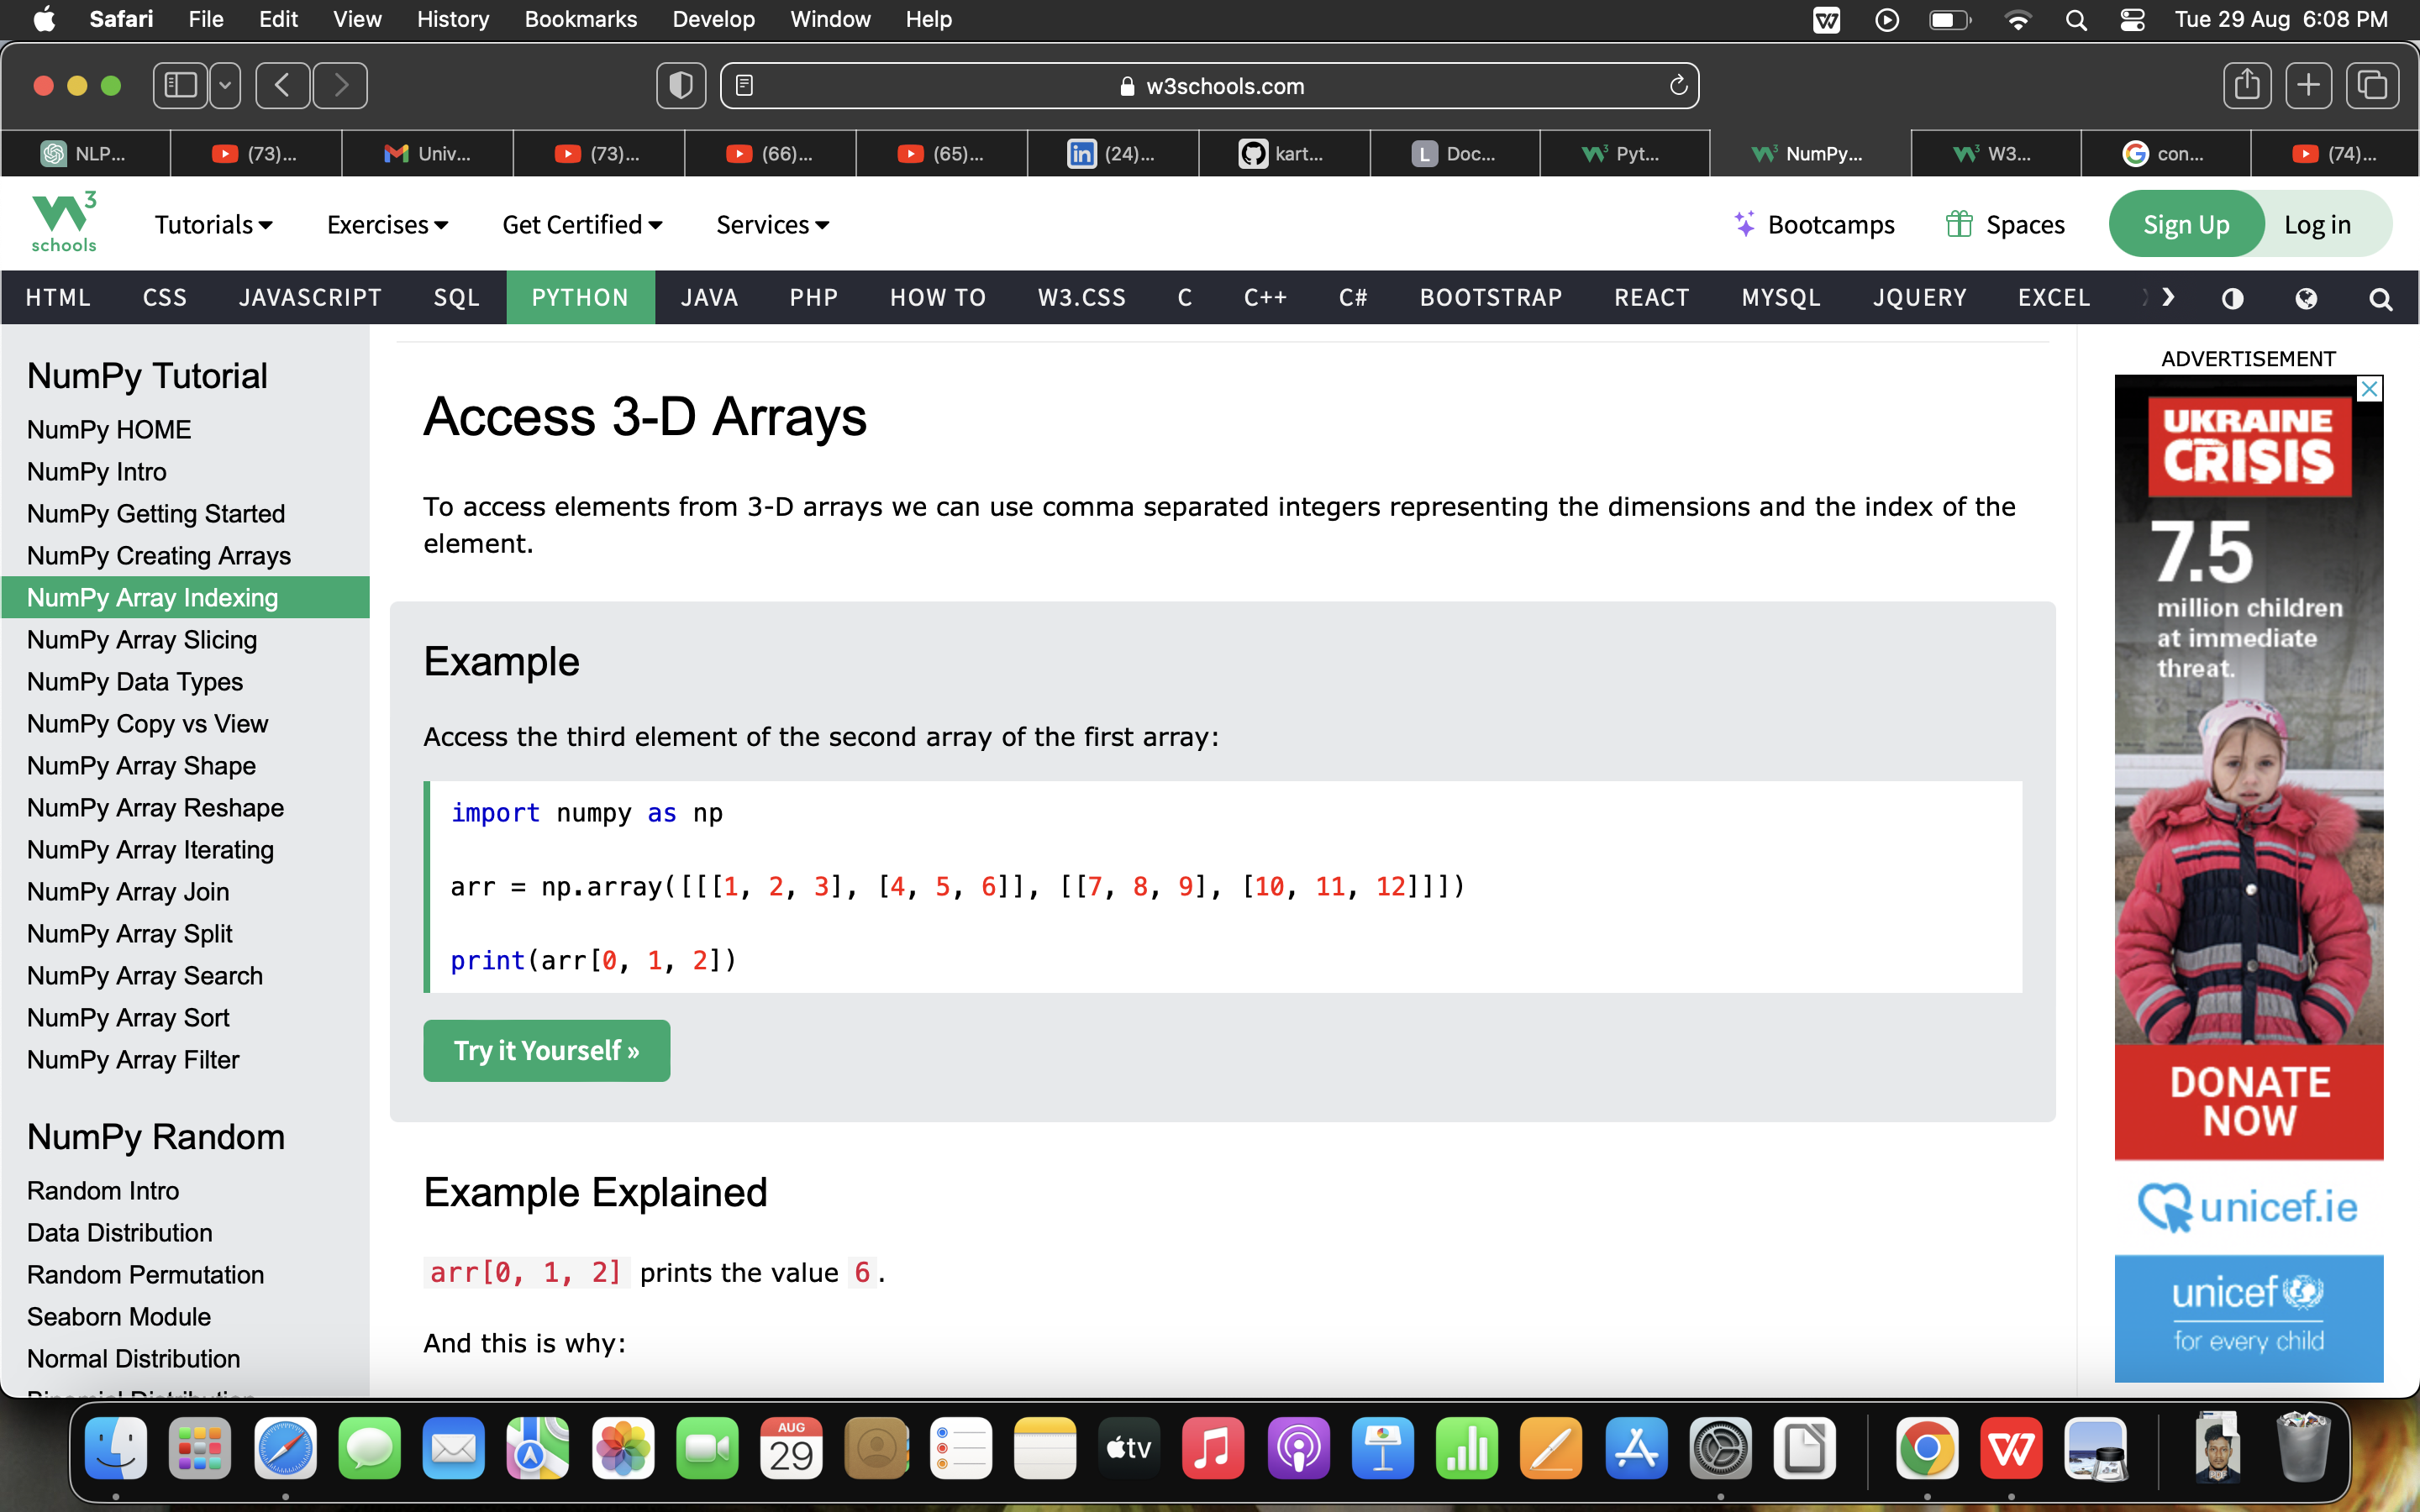 Safari File Edit View History Bookmarks Develop Window Help Tue 29 Aug 6:08 PM
w3schools.com
NLP... (73)... Univ... (73)... (66)... (65)... (24)... kart... Doc... Pyt... NumPy... W3... con... (74)...
3
schools
Tutorials Exercises Get Certified Services Bootcamps Spaces Sign Up Log in
HTML CSS JAVASCRIPT SQL PYTHON JAVA PHP HOW TO W3.CSS C C++ C# BOOTSTRAP REACT MYSQL JQUERY EXCEL
NumPy Tutorial
NumPy HOME
NumPy Intro
NumPy Getting Started
NumPy Creating Arrays
NumPy Array Indexing
NumPy Array Slicing
NumPy Data Types
NumPy Copy vs View
NumPy Array Shape
NumPy Array Reshape
NumPy Array Iterating
NumPy Array Join
NumPy Array Split
NumPy Array Search
NumPy Array Sort
NumPy Array Filter
NumPy Random
Random Intro
Data Distribution
Random Permutation
Seaborn Module
Normal Distribution
Binomial Distribution
Access 3-D Arrays
To access elements from 3-D arrays we can use comma separated integers representing the dimensions and the index of the
element.
Example
Access the third element of the second array of the first array:
import numpy as np
arr = np.array([[[1, 2, 3], [4, 5, 6]], [[7, 8, 9], [10, 11, 12]]])
print(arr[0, 1, 2])
Try it Yourself »
Example Explained
arr[0, 1, 2] prints the value 6.
And this is why:
ADVERTISEMENT
UKRAINE
CRISIS
7.5
million children
at immediate
threat.
DONATE
NOW
unicef.ie
unicef
for every child
AUG
29
tv